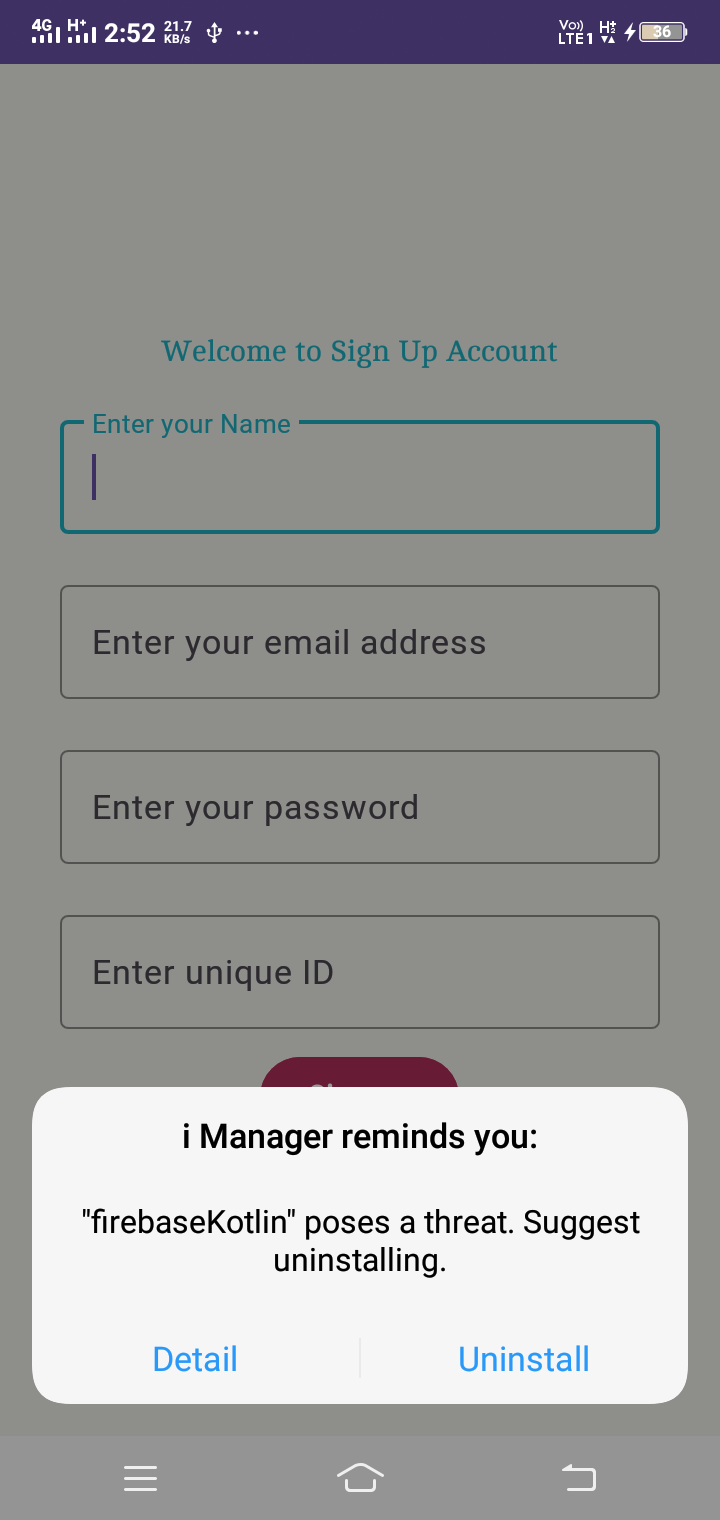 4G H+ 2:52 21.7 KB/s ... Vo)) LTE1 H+ 2 36
Welcome to Sign Up Account
Enter your Name
Enter your email address
Enter your password
Enter unique ID
i Manager reminds you:
"firebaseKotlin" poses a threat. Suggest
uninstalling.
Detail
Uninstall